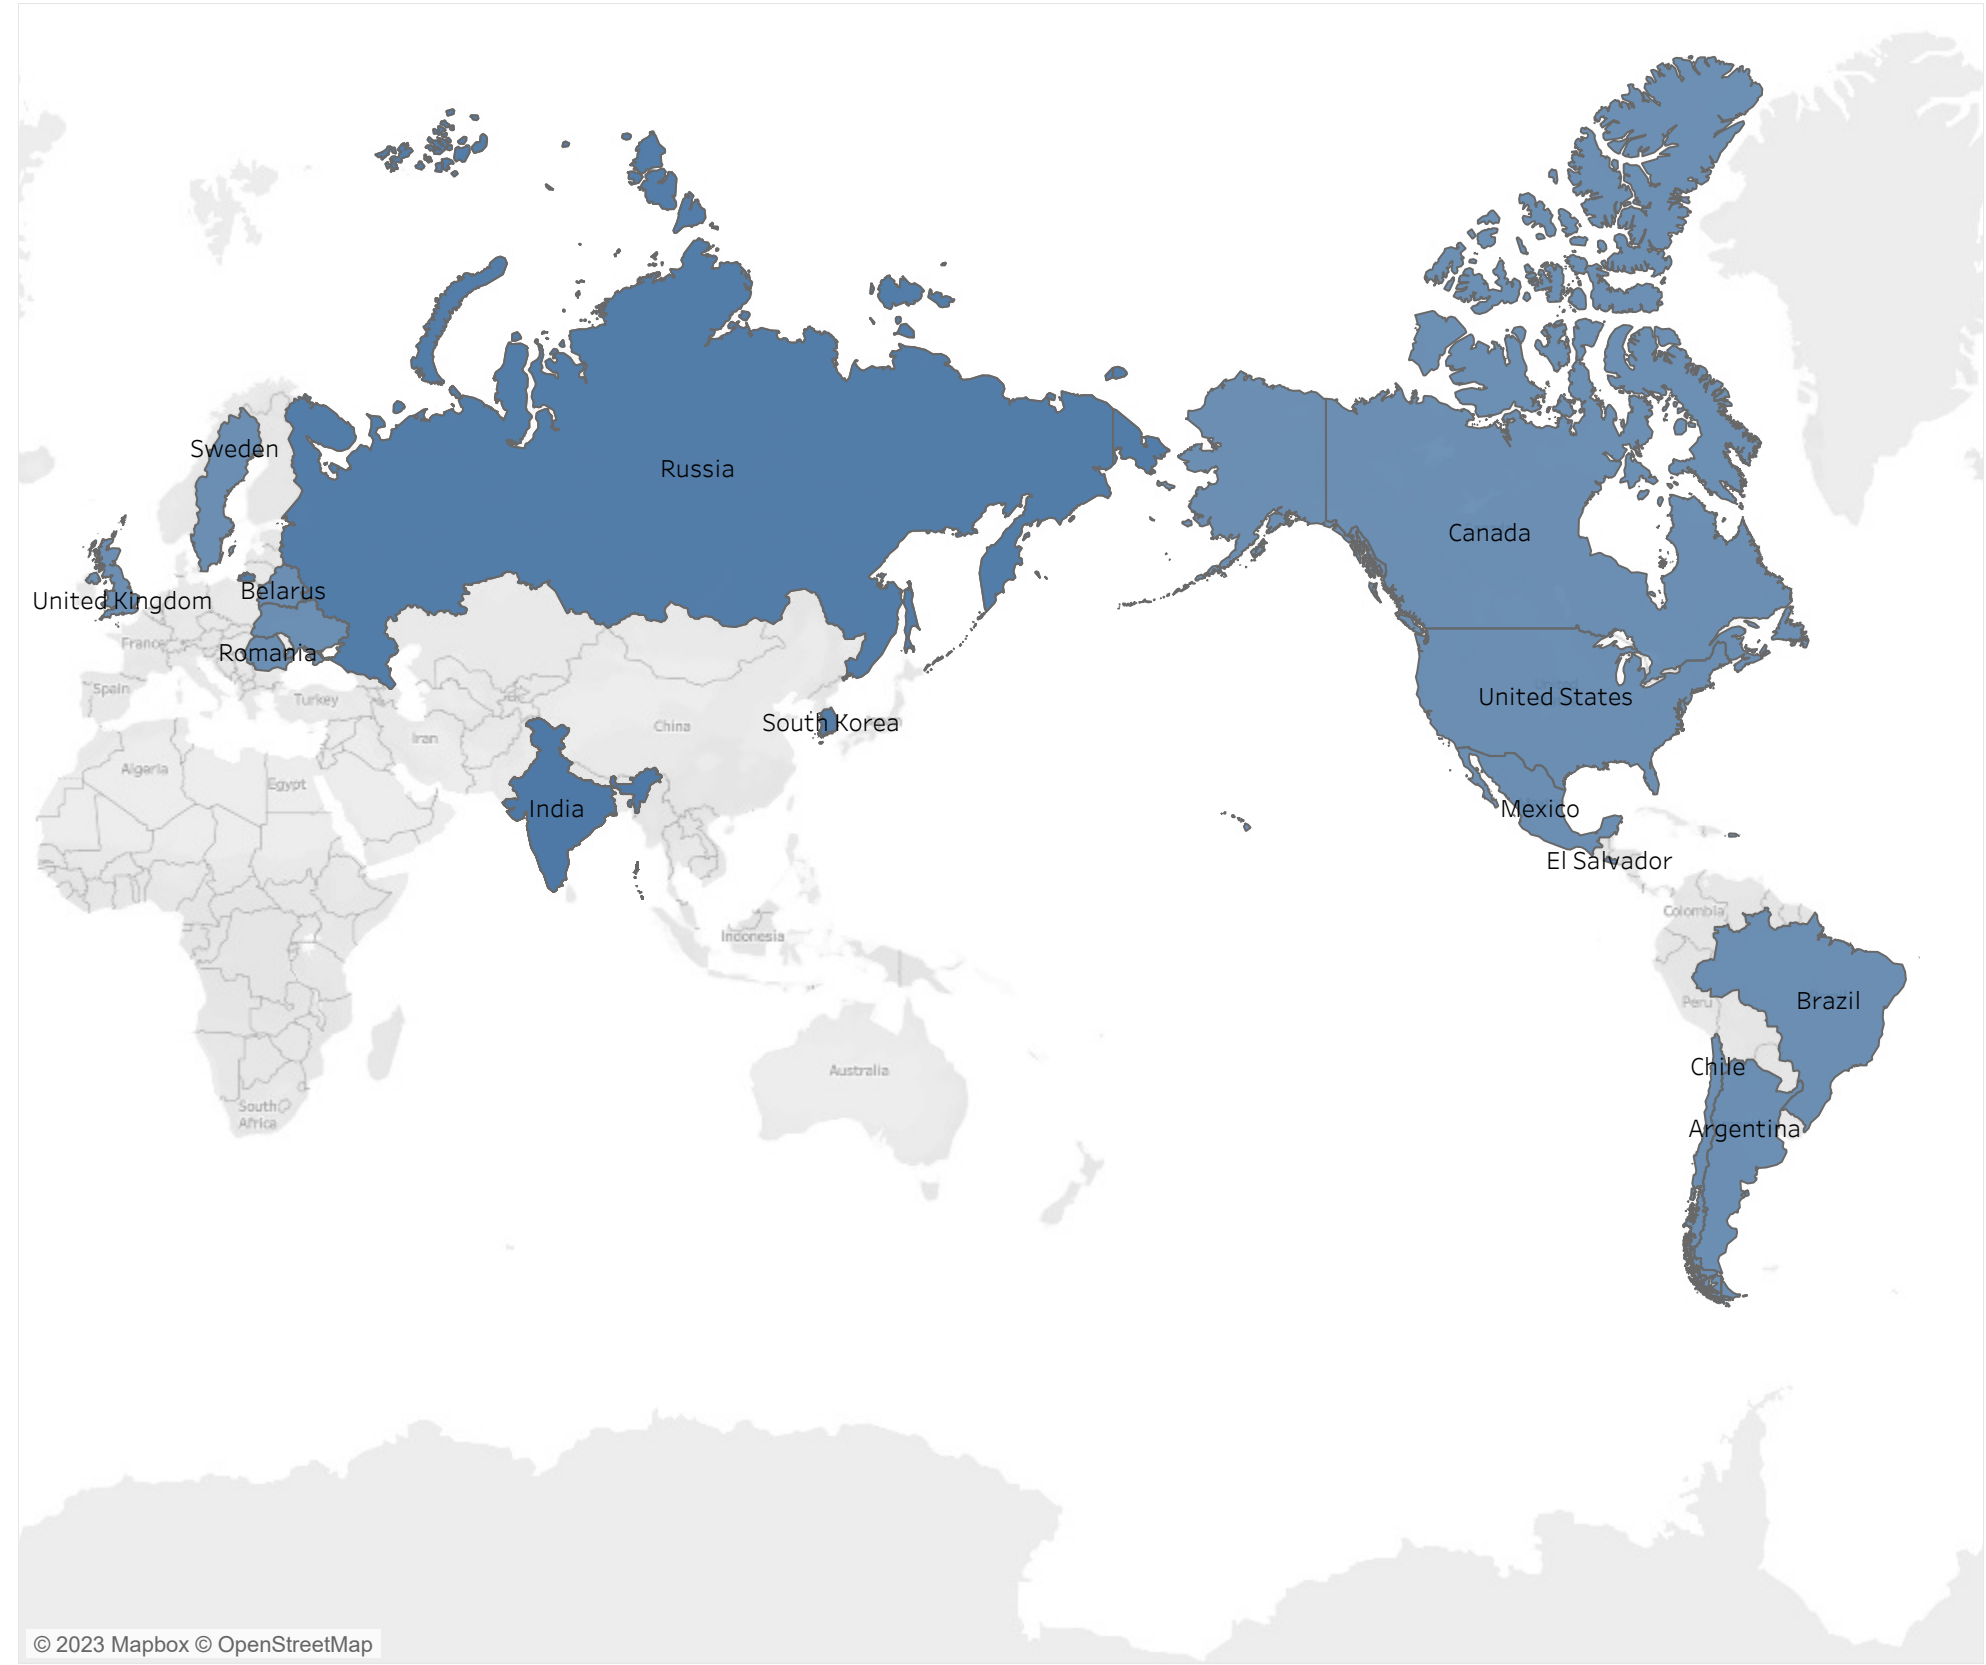 Sweden
Russia
Canada
United Kingdom
Belarus
France
Romania
Spain
Turkey
United States
South Korea
China
Iran
Algeria
Egypt
India
Mexico
El Salvador
Colombia
Indonesia
Brazil
Peru
Chile
Australia
South
Africa
Argentina
© 2023 Mapbox © OpenStreetMap